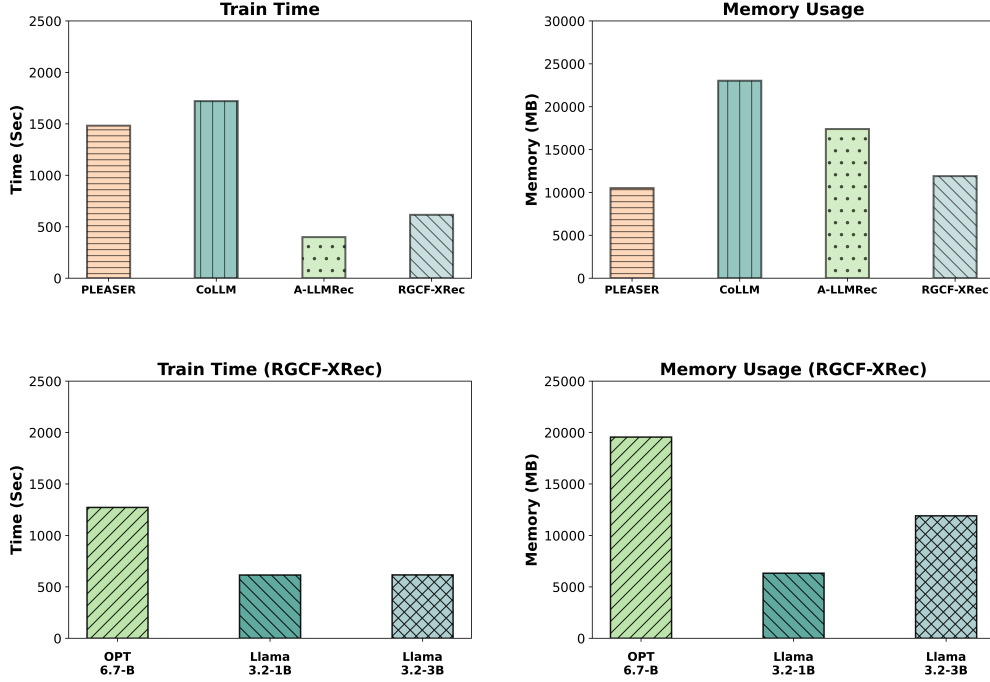 Train Time
2500
2000
1500
1000
500
0
Time (Sec)
PLEASER CoLLM A-LLMRec RGCF-XRec
Memory Usage
30000
25000
20000
15000
10000
5000
0
Memory (MB)
PLEASER CoLLM A-LLMRec RGCF-XRec
Train Time (RGCF-XRec)
2500
2000
1500
1000
500
0
Time (Sec)
OPT Llama Llama
6.7-B 3.2-1B 3.2-3B
Memory Usage (RGCF-XRec)
25000
20000
15000
10000
5000
0
Memory (MB)
OPT Llama Llama
6.7-B 3.2-1B 3.2-3B